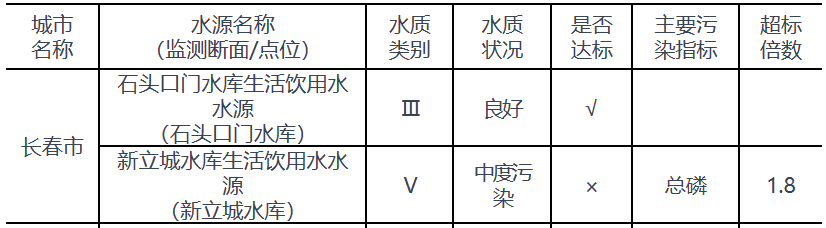 城市
名称
水源名称
（监测断面/点位）
水质
类别
水质
状况
是否
达标
主要污
染指标
超标
倍数
长春市
石头口门水库生活饮用水
水源
（石头口门水库）
Ⅲ
良好
√
新立城水库生活饮用水水
源
（新立城水库）
Ⅴ
中度污
染
×
总磷
1.8